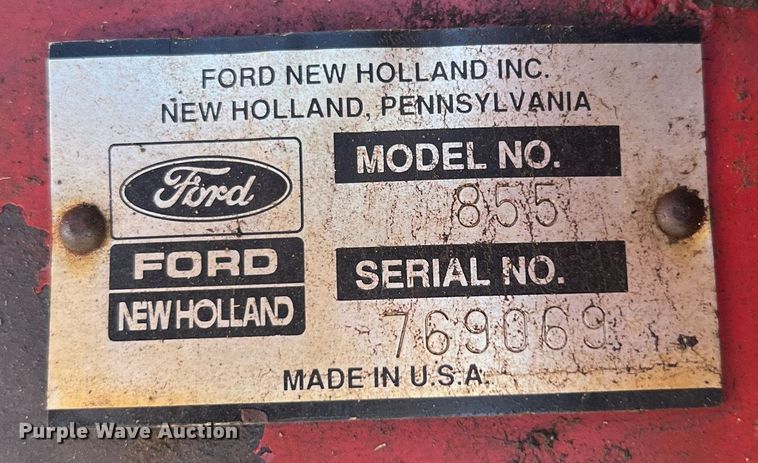 FORD NEW HOLLAND INC.
NEW HOLLAND, PENNSYLVANIA
Ford
FORD
NEW HOLLAND
MODEL NO.
855
SERIAL NO.
769069
MADE IN U.S.A.
Purple Wave Auction